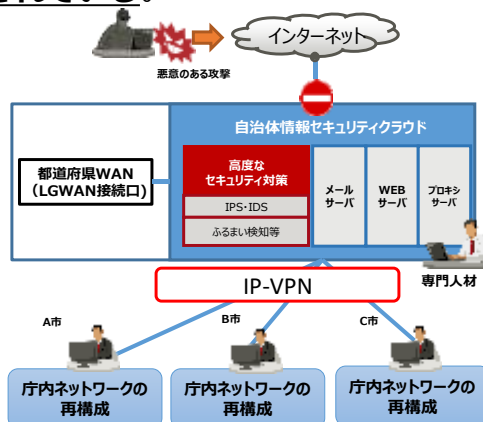 インターネット
悪意のある攻撃
自治体情報セキュリティクラウド
都道府県WAN
（LGWAN接続口）
高度な
セキュリティ対策
IPS・IDS
ふるまい検知等
メール
サーバ
WEB
サーバ
プロキシ
サーバ
専門人材
IP-VPN
A市
B市
C市
庁内ネットワークの
再構成
庁内ネットワークの
再構成
庁内ネットワークの
再構成